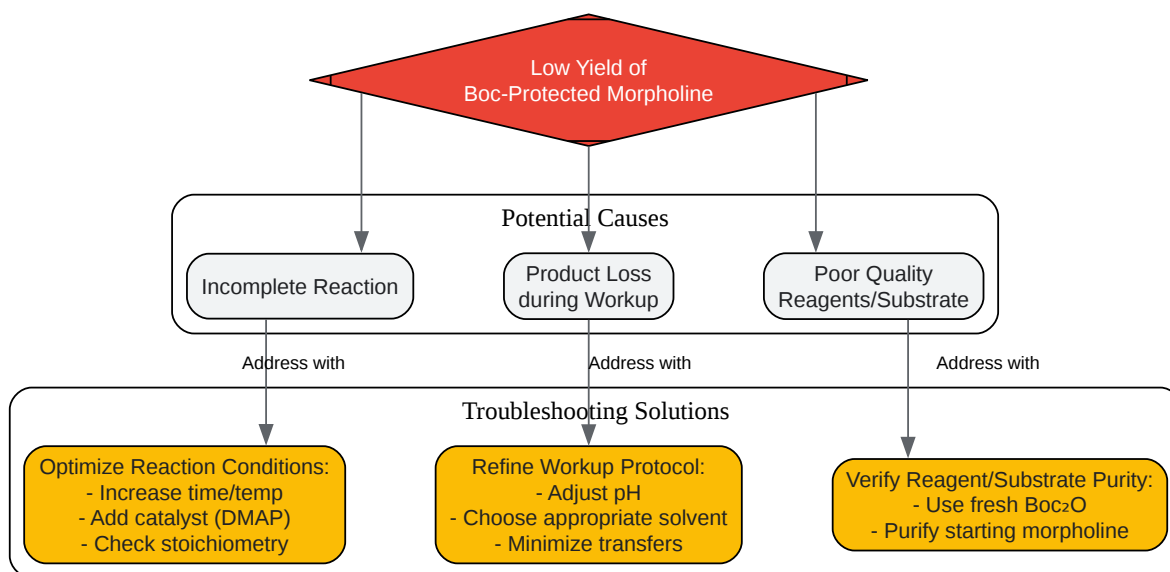 Low Yield of
Boc-Protected Morpholine
Potential Causes
Incomplete Reaction
Product Loss
during Workup
Poor Quality
Reagents/Substrate
Address with
Address with
Address with
Troubleshooting Solutions
Optimize Reaction Conditions:
- Increase time/temp
- Add catalyst (DMAP)
- Check stoichiometry
Refine Workup Protocol:
- Adjust pH
- Choose appropriate solvent
- Minimize transfers
Verify Reagent/Substrate Purity:
- Use fresh Boc₂O
- Purify starting morpholine